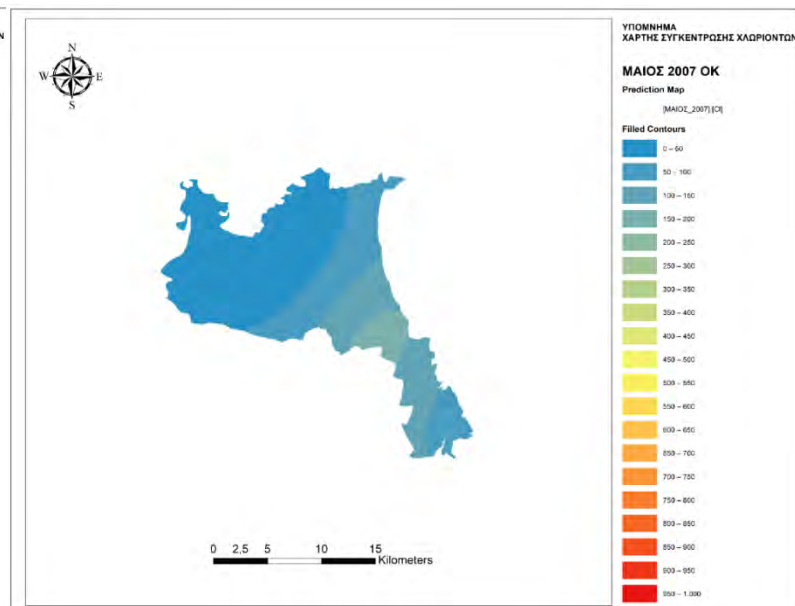 Ν
ΥΠΟΜΝΗΜΑ
ΧΑΡΤΗΣ ΣΥΓΚΕΝΤΡΩΣΗΣ ΧΛΩΡΙΟΝΤΩΝ
N
W E
S
ΜΑΙΟΣ 2007 ΟΚ
Prediction Map
[ΜΑΙΟΣ_2007].[Cl]
Filled Contours
0 – 50
50 – 100
100 – 150
150 – 200
200 – 250
250 – 300
300 – 350
350 – 400
400 – 450
450 – 500
500 – 550
550 – 600
600 – 650
650 – 700
700 – 750
750 – 800
800 – 850
850 – 900
900 – 950
950 – 1.000
0 2,5 5 10 15
Kilometers